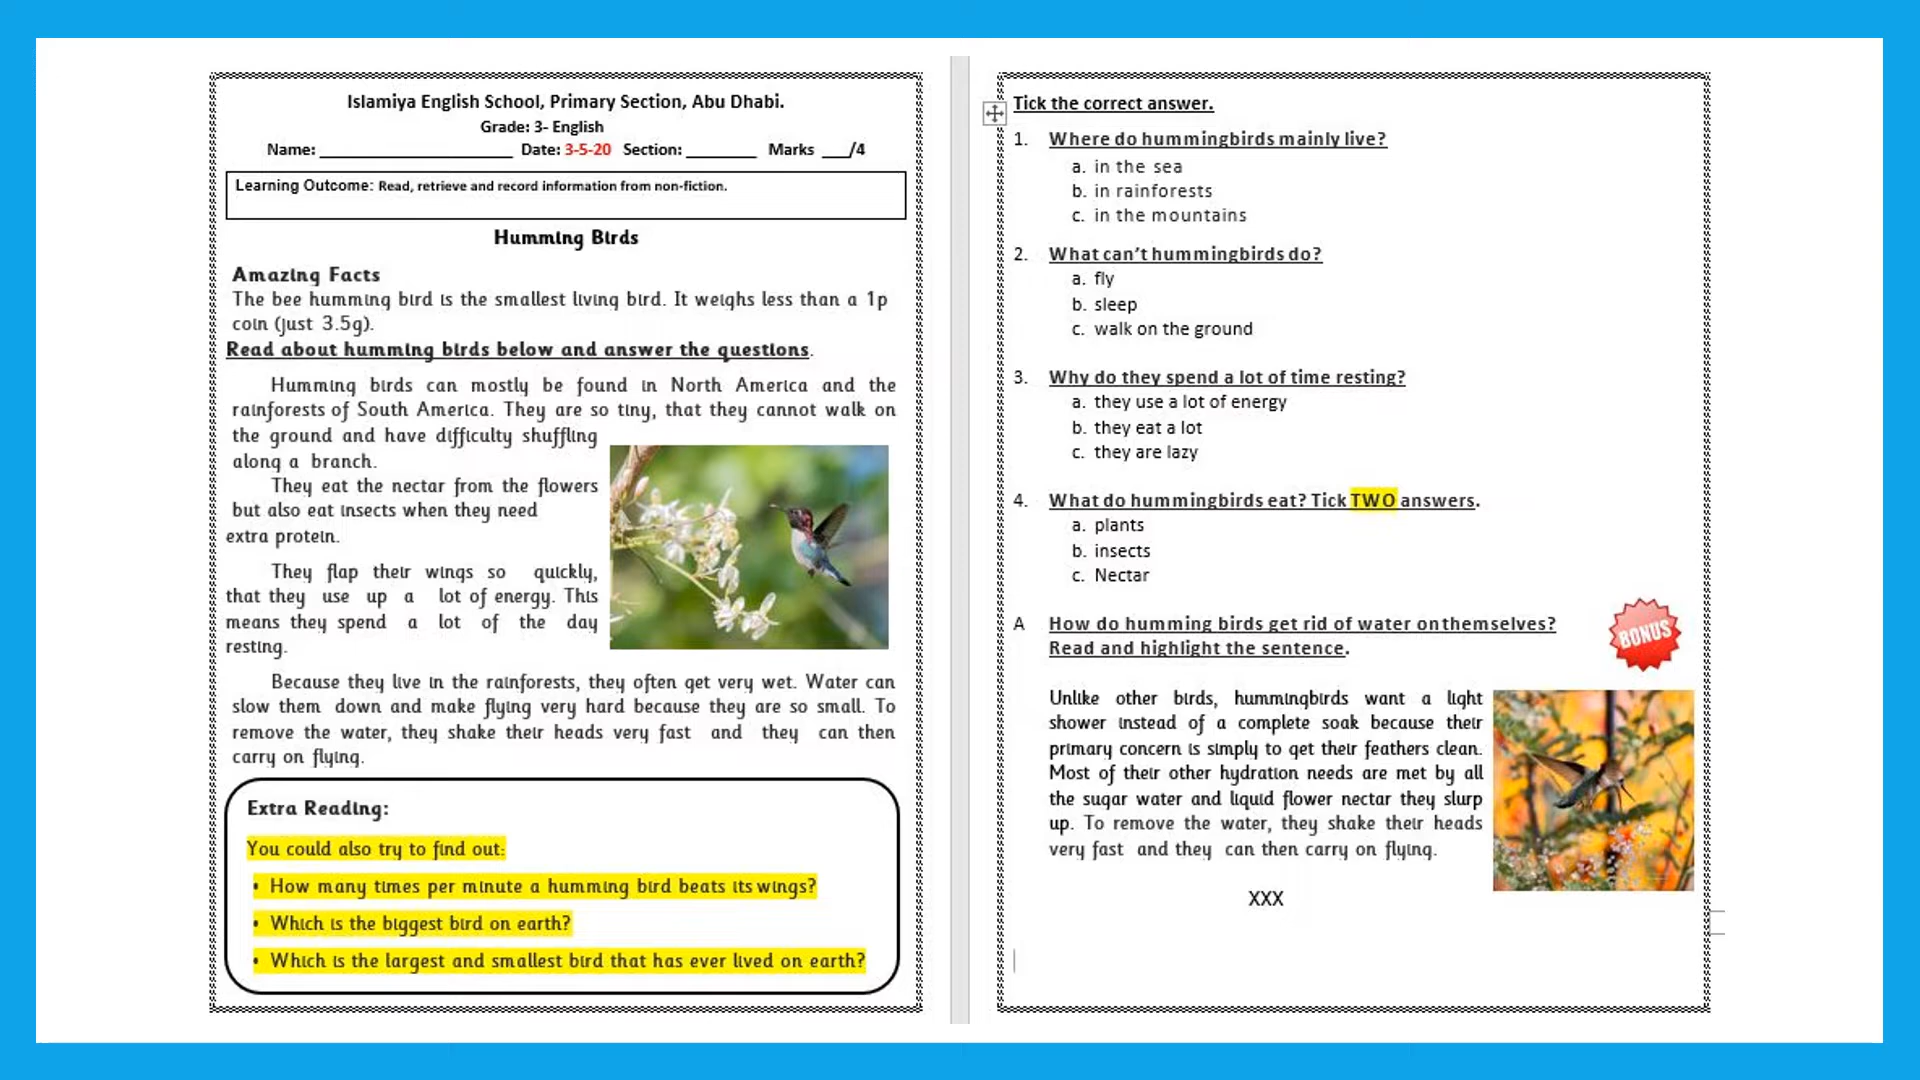 Islamiya English School, Primary Section, Abu Dhabi.
Grade: 3- English
Name: ____________________ Date: 3-5-20 Section: ________ Marks ___/4
Learning Outcome: Read, retrieve and record information from non-fiction.
Humming Birds
Amazing Facts
The bee humming bird is the smallest living bird. It weighs less than a 1p
coin (just 3.5g).
Read about humming birds below and answer the questions.
Humming birds can mostly be found in North America and the
rainforests of South America. They are so tiny, that they cannot walk on
the ground and have difficulty shuffling
along a branch.
They eat the nectar from the flowers
but also eat insects when they need
extra protein.
They flap their wings so quickly,
that they use up a lot of energy. This
means they spend a lot of the day
resting.
Because they live in the rainforests, they often get very wet. Water can
slow them down and make flying very hard because they are so small. To
remove the water, they shake their heads very fast and they can then
carry on flying.
Extra Reading:
You could also try to find out:
• How many times per minute a humming bird beats its wings?
• Which is the biggest bird on earth?
• Which is the largest and smallest bird that has ever lived on earth?
Tick the correct answer.
1. Where do hummingbirds mainly live?
a. in the sea
b. in rainforests
c. in the mountains
2. What can't hummingbirds do?
a. fly
b. sleep
c. walk on the ground
3. Why do they spend a lot of time resting?
a. they use a lot of energy
b. they eat a lot
c. they are lazy
4. What do hummingbirds eat? Tick TWO answers.
a. plants
b. insects
c. Nectar
A How do humming birds get rid of water on themselves?
Read and highlight the sentence.
BONUS
Unlike other birds, hummingbirds want a light
shower instead of a complete soak because their
primary concern is simply to get their feathers clean.
Most of their other hydration needs are met by all
the sugar water and liquid flower nectar they slurp
up. To remove the water, they shake their heads
very fast and they can then carry on flying.
XXX